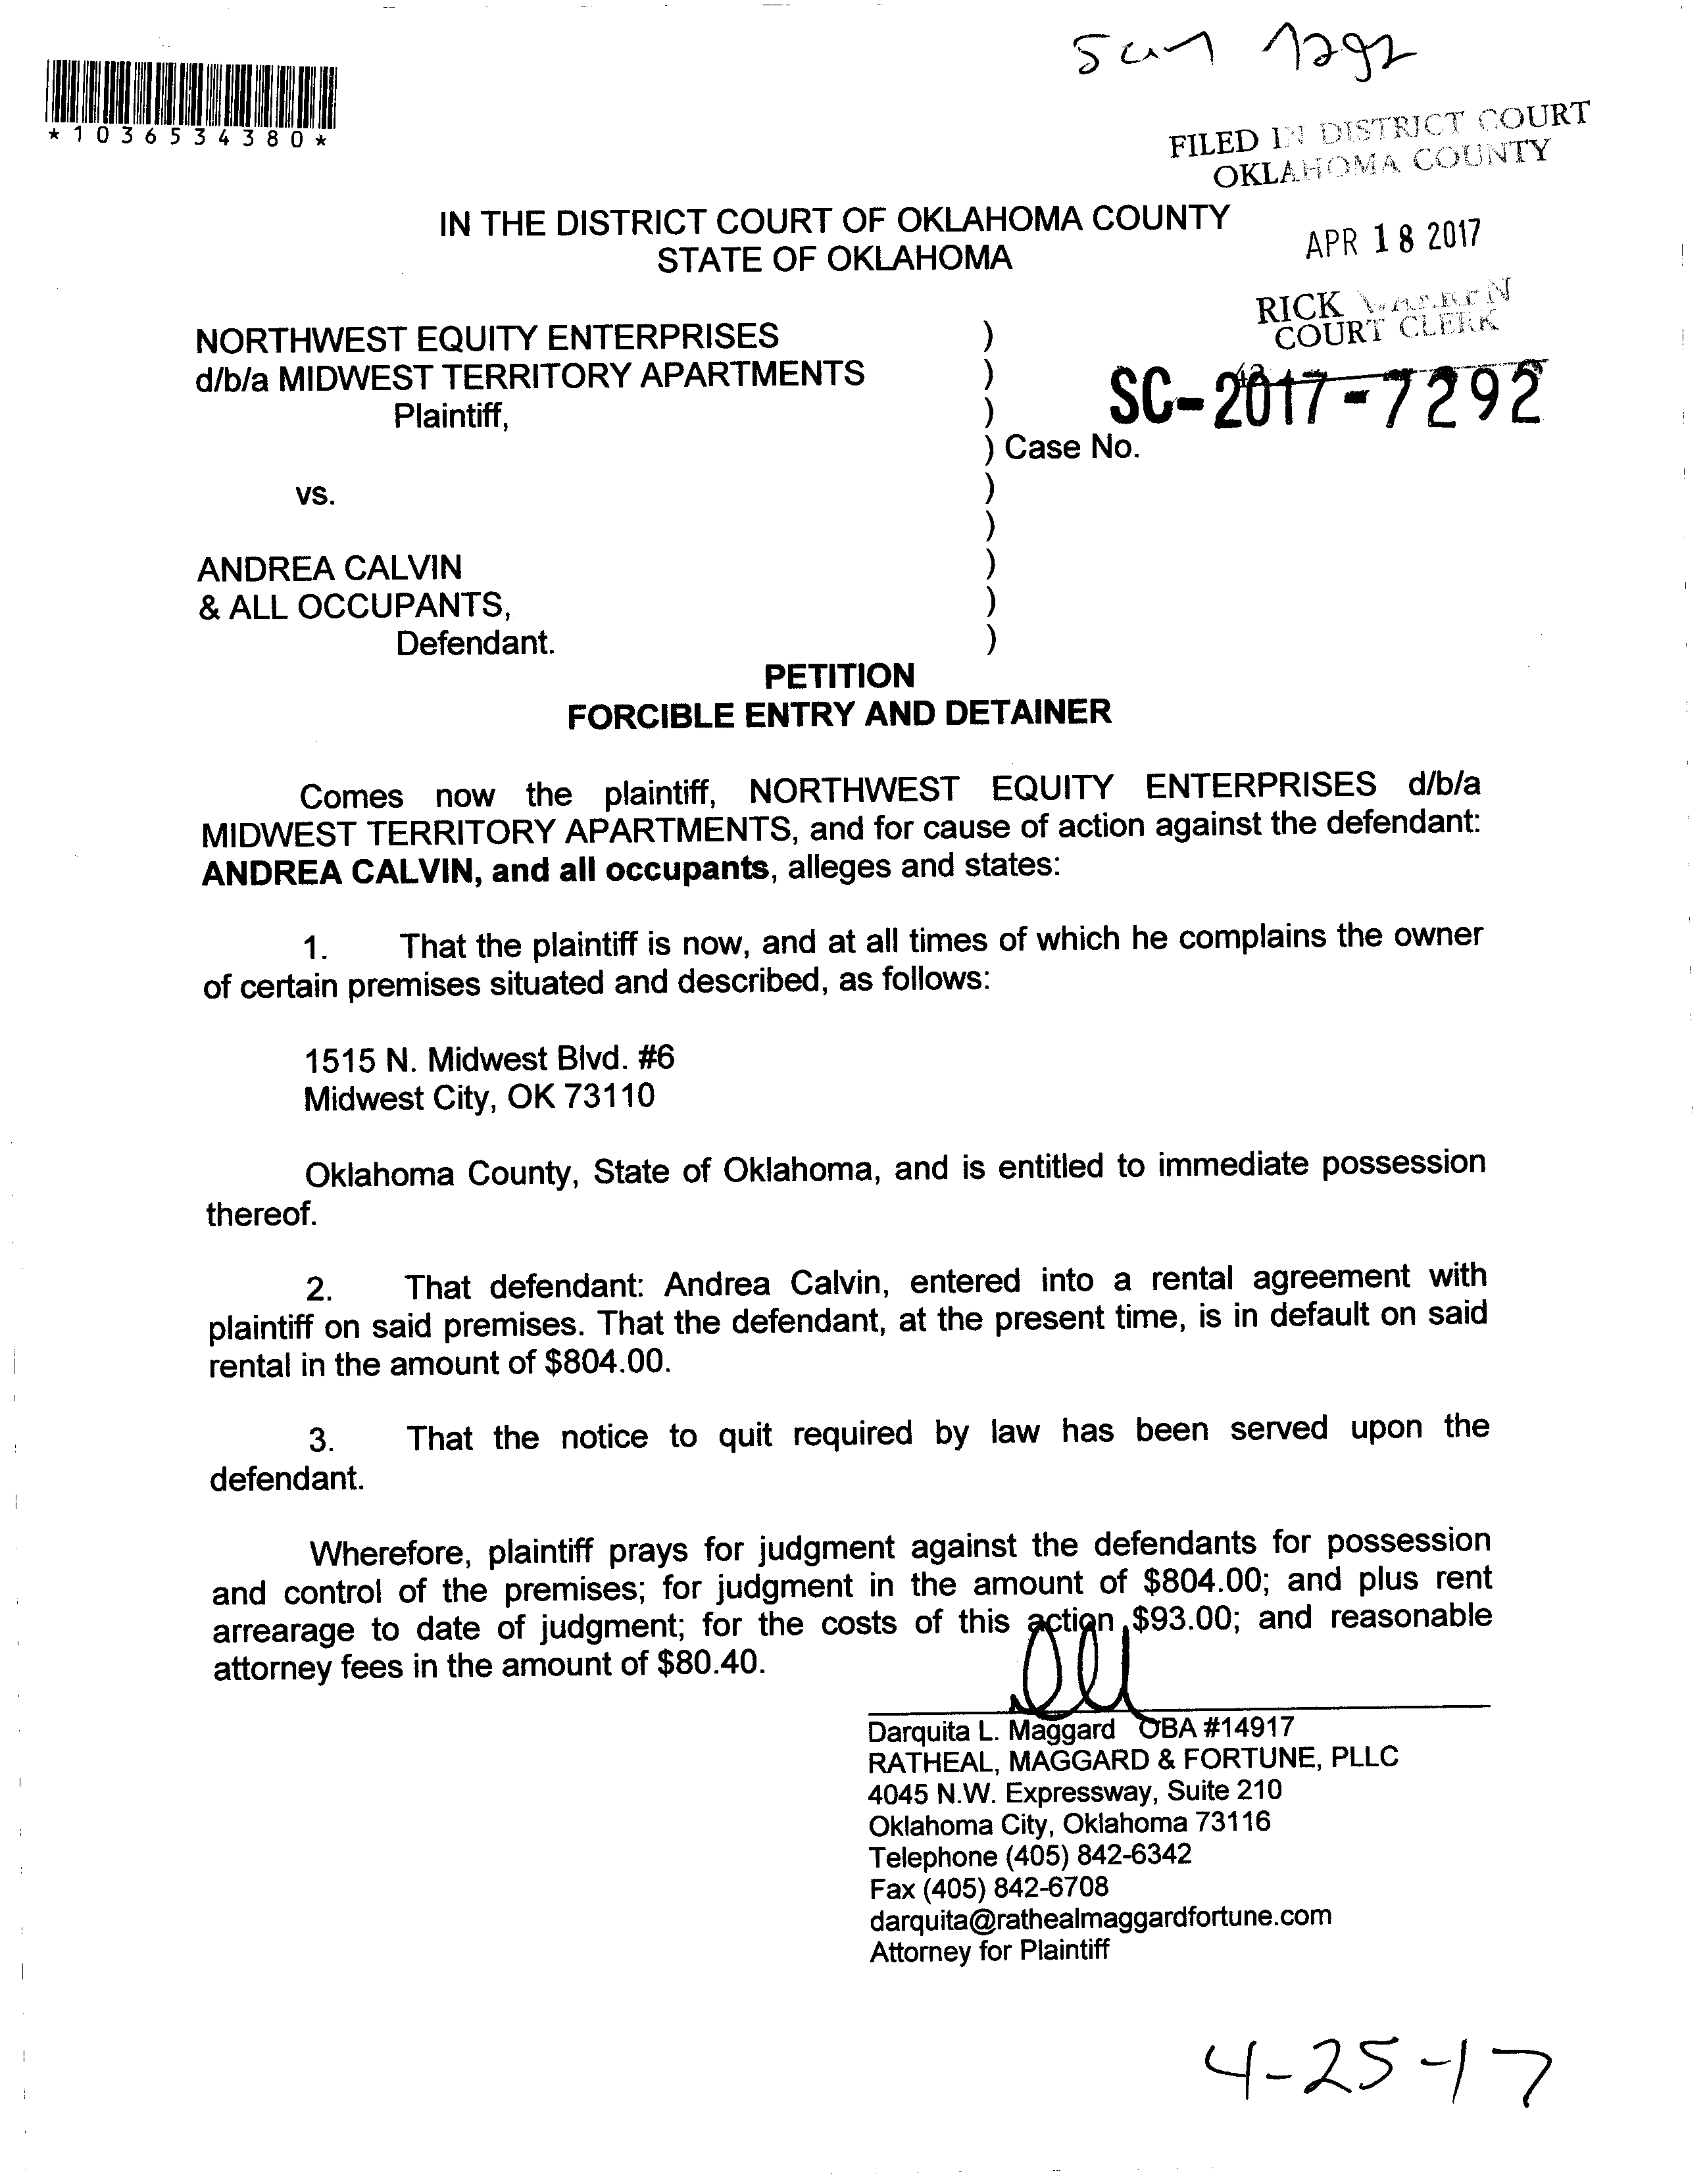 *1036534380*
FILED IN DISTRICT COURT
OKLAHOMA COUNTY
IN THE DISTRICT COURT OF OKLAHOMA COUNTY
STATE OF OKLAHOMA
APR 18 2017
RICK WARREN
COURT CLERK
NORTHWEST EQUITY ENTERPRISES )
d/b/a MIDWEST TERRITORY APARTMENTS )
Plaintiff, )
SC-2017-7292
) Case No.
vs. )
)
ANDREA CALVIN )
& ALL OCCUPANTS, )
Defendant. )
PETITION
FORCIBLE ENTRY AND DETAINER
Comes now the plaintiff, NORTHWEST EQUITY ENTERPRISES d/b/a
MIDWEST TERRITORY APARTMENTS, and for cause of action against the defendant:
ANDREA CALVIN, and all occupants, alleges and states:
1. That the plaintiff is now, and at all times of which he complains the owner
of certain premises situated and described, as follows:
1515 N. Midwest Blvd. #6
Midwest City, OK 73110
Oklahoma County, State of Oklahoma, and is entitled to immediate possession
thereof.
2. That defendant: Andrea Calvin, entered into a rental agreement with
plaintiff on said premises. That the defendant, at the present time, is in default on said
rental in the amount of $804.00.
3. That the notice to quit required by law has been served upon the
defendant.
Wherefore, plaintiff prays for judgment against the defendants for possession
and control of the premises; for judgment in the amount of $804.00; and plus rent
arrearage to date of judgment; for the costs of this action $93.00; and reasonable
attorney fees in the amount of $80.40.
Darquita L. Maggard OBA #14917
RATHEAL, MAGGARD & FORTUNE, PLLC
4045 N.W. Expressway, Suite 210
Oklahoma City, Oklahoma 73116
Telephone (405) 842-6342
Fax (405) 842-6708
darquita@rathealmaggardfortune.com
Attorney for Plaintiff
4-25-17